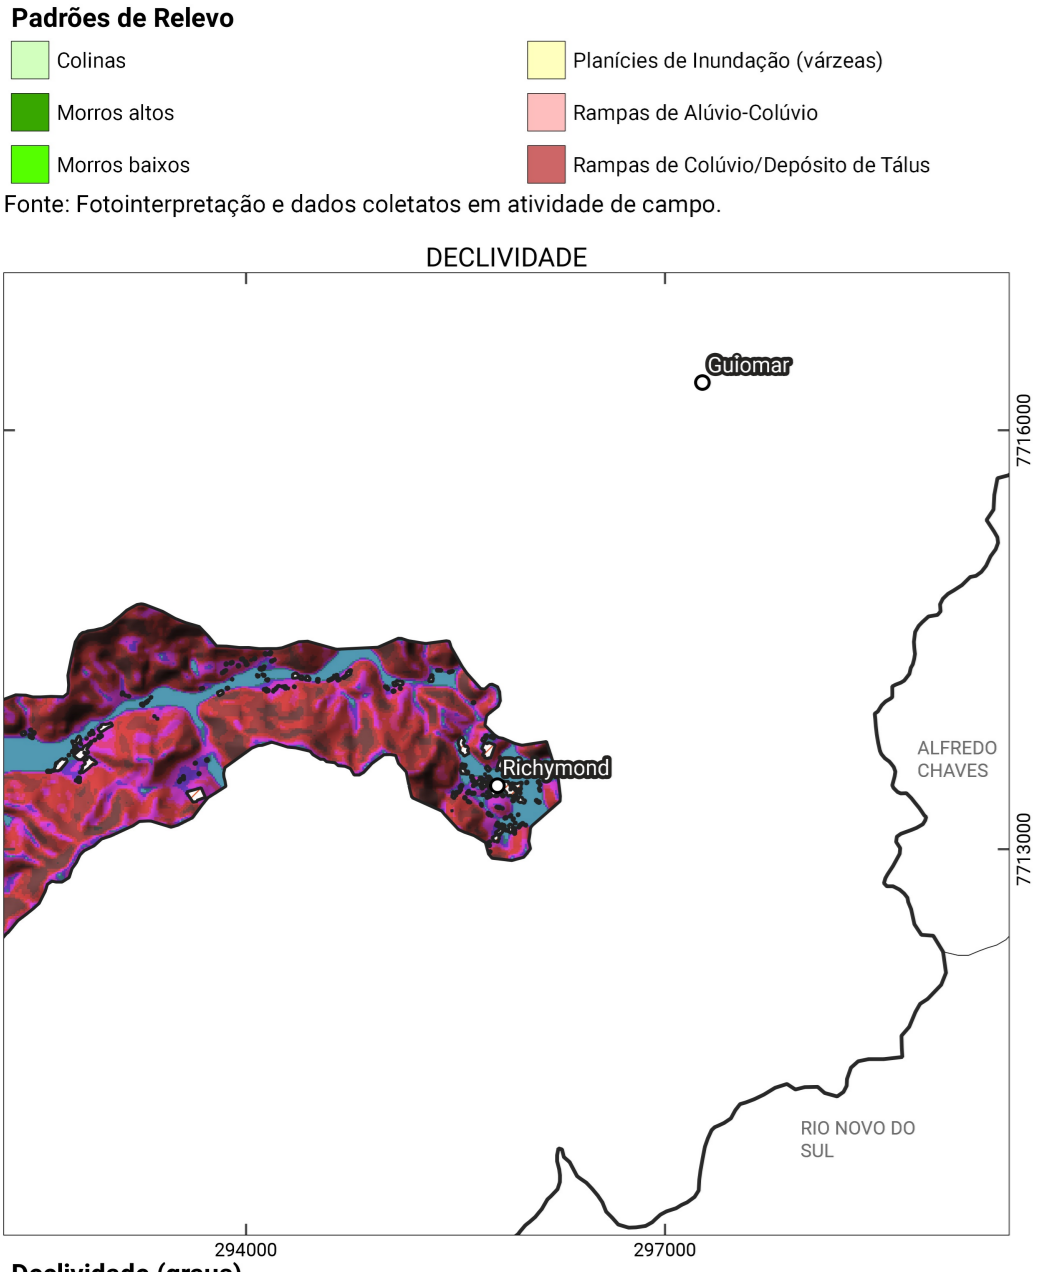 Padrões de Relevo
Colinas
Morros altos
Morros baixos
Planícies de Inundação (várzeas)
Rampas de Alúvio-Colúvio
Rampas de Colúvio/Depósito de Tálus
Fonte: Fotointerpretação e dados coletatos em atividade de campo.
DECLIVIDADE
Guiomar
7716000
ALFREDO
CHAVES
Richymond
7713000
RIO NOVO DO
SUL
294000
297000
Declividade (graus)